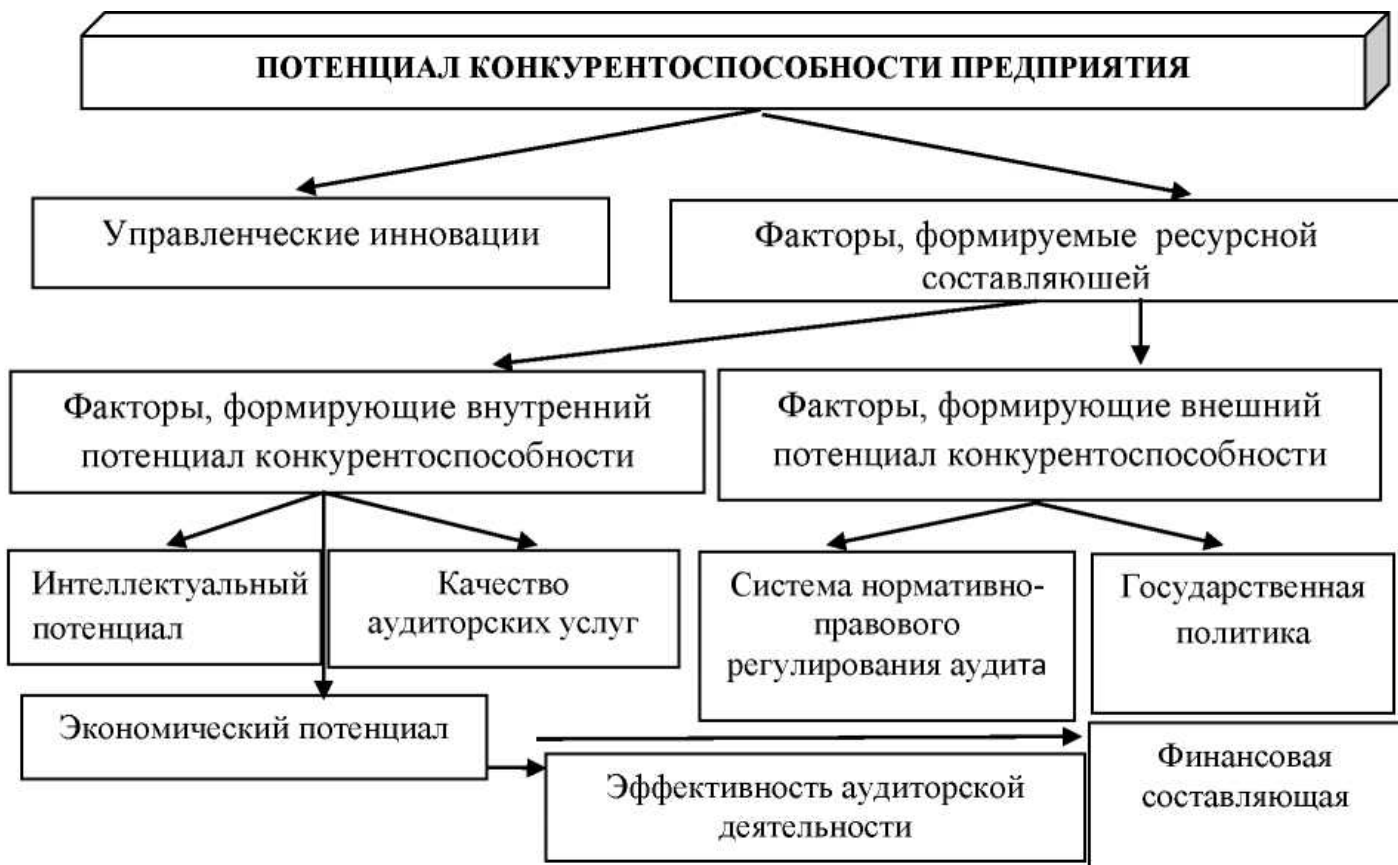 ПОТЕНЦИАЛ КОНКУРЕНТОСПОСОБНОСТИ ПРЕДПРИЯТИЯ
Управленческие инновации
Факторы, формируемые ресурсной
составляющей
Факторы, формирующие внутренний
потенциал конкурентоспособности
Факторы, формирующие внешний
потенциал конкурентоспособности
Интеллектуальный
потенциал
Качество
аудиторских услуг
Система нормативно-
правового
регулирования аудита
Государственная
политика
Экономический потенциал
Эффективность аудиторской
деятельности
Финансовая
составляющая